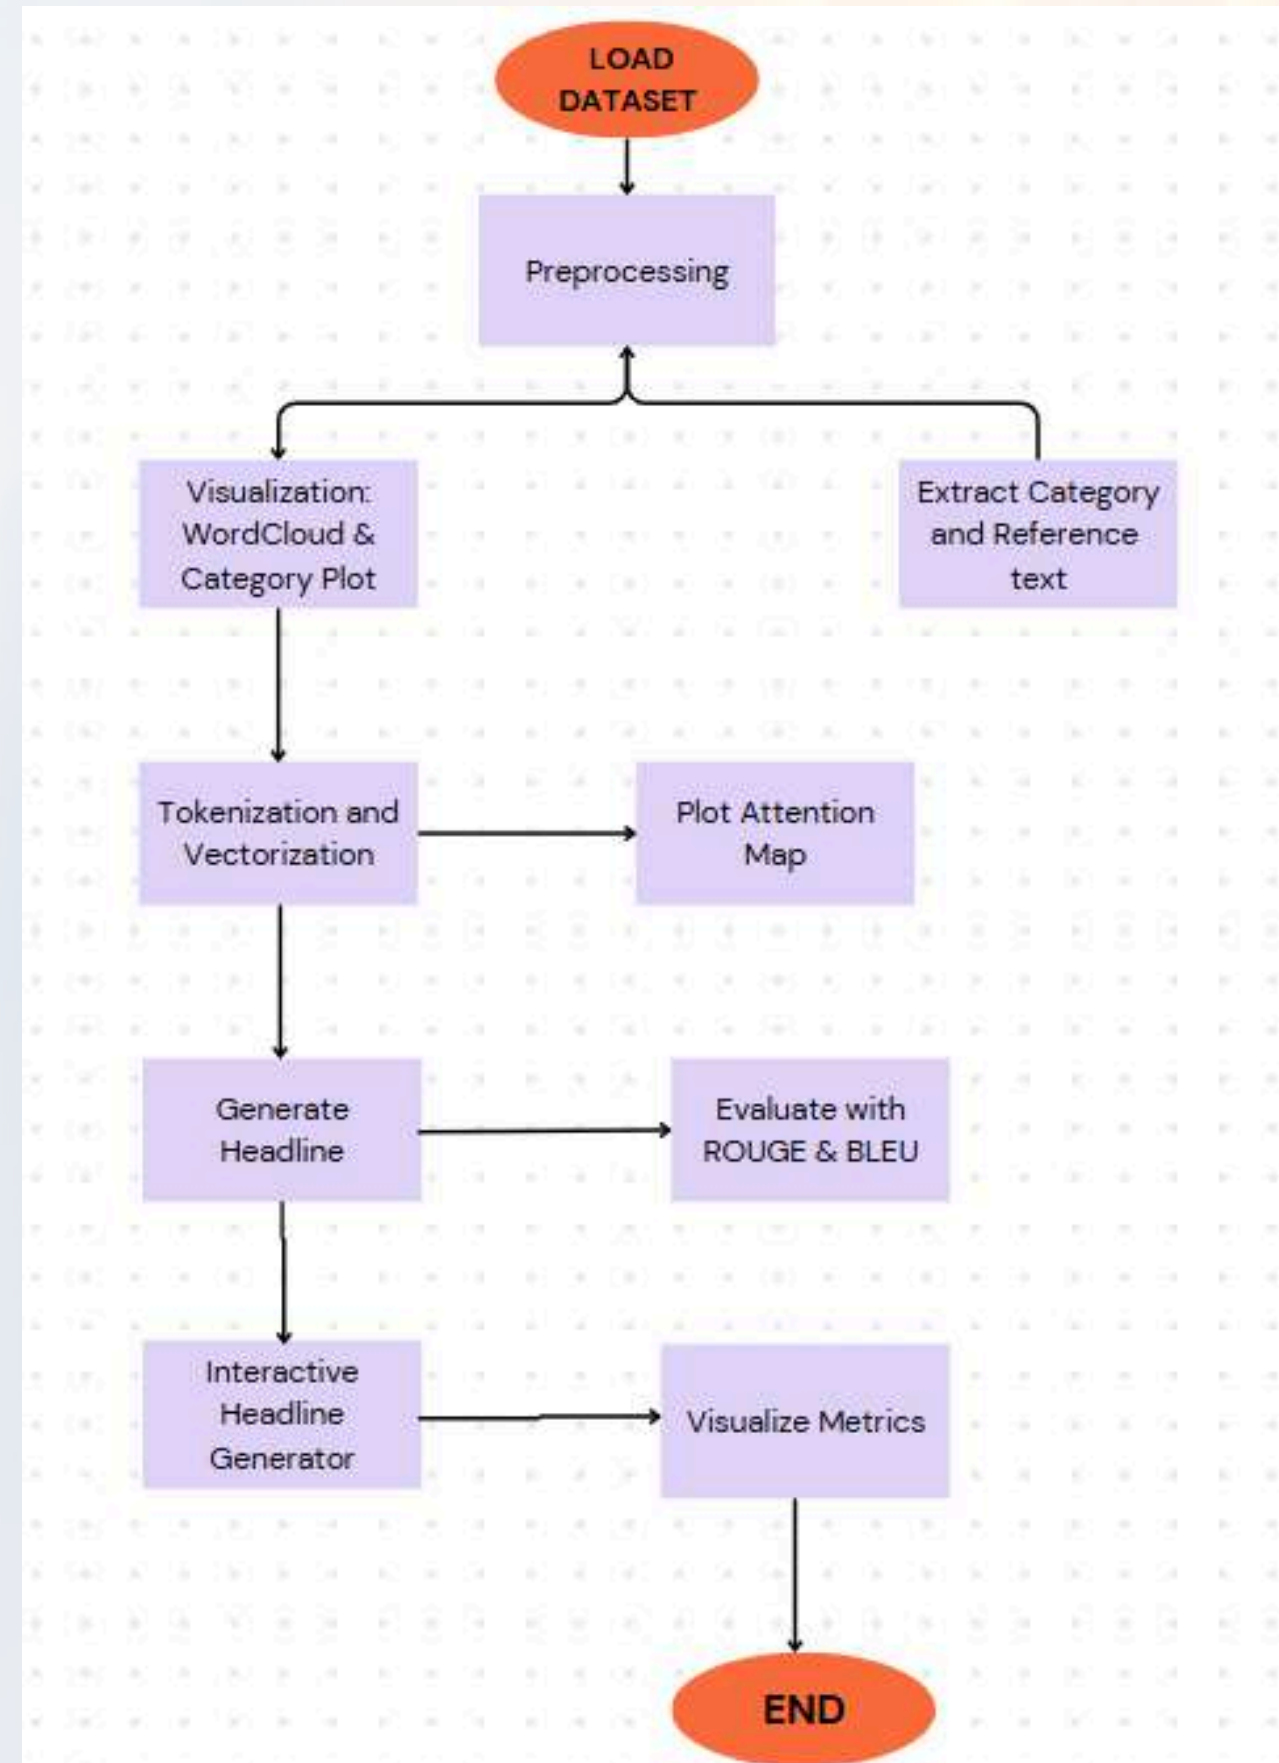 LOAD
DATASET
Preprocessing
Visualization:
WordCloud &
Category Plot
Extract Category
and Reference
text
Tokenization and
Vectorization
Plot Attention
Map
Generate
Headline
Evaluate with
ROUGE & BLEU
Interactive
Headline
Generator
Visualize Metrics
END